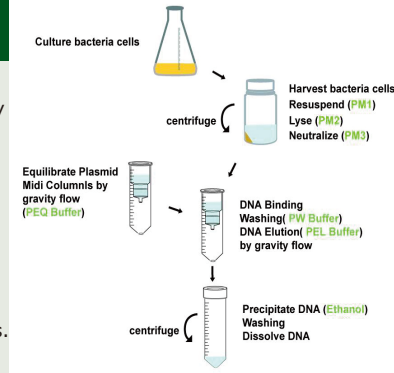 Culture bacteria cells
Harvest bacteria cells
Resuspend (PM1)
Lyse (PM2)
Neutralize (PM3)
centrifuge
Equilibrate Plasmid
Midi Columns by
gravity flow
(PEQ Buffer)
DNA Binding
Washing( PW Buffer)
DNA Elution( PEL Buffer)
by gravity flow
Precipitate DNA (Ethanol)
Washing
Dissolve DNA
centrifuge